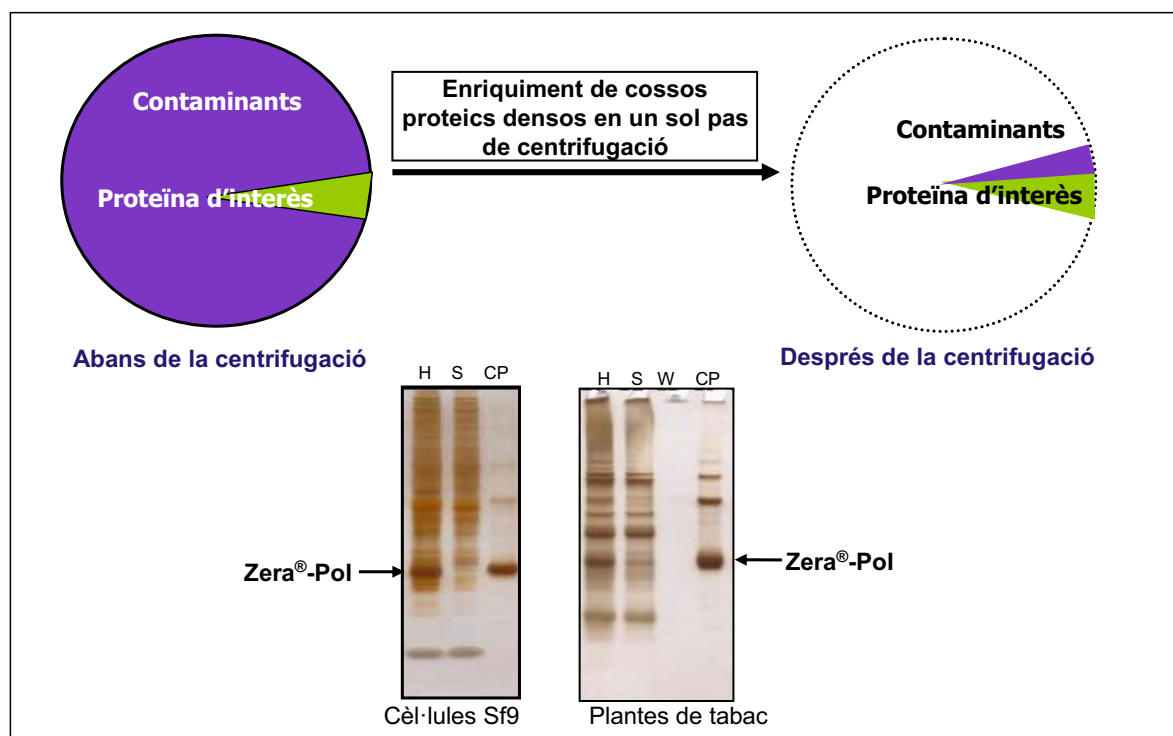 Contaminants
Proteïna d'interès
Enriquiment de cossos
proteics densos en un sol pas
de centrifugació
Contaminants
Proteïna d'interès
Abans de la centrifugació
Després de la centrifugació
H S CP
H S W CP
Zera®-Pol
Zera®-Pol
Cèl·lules Sf9
Plantes de tabac